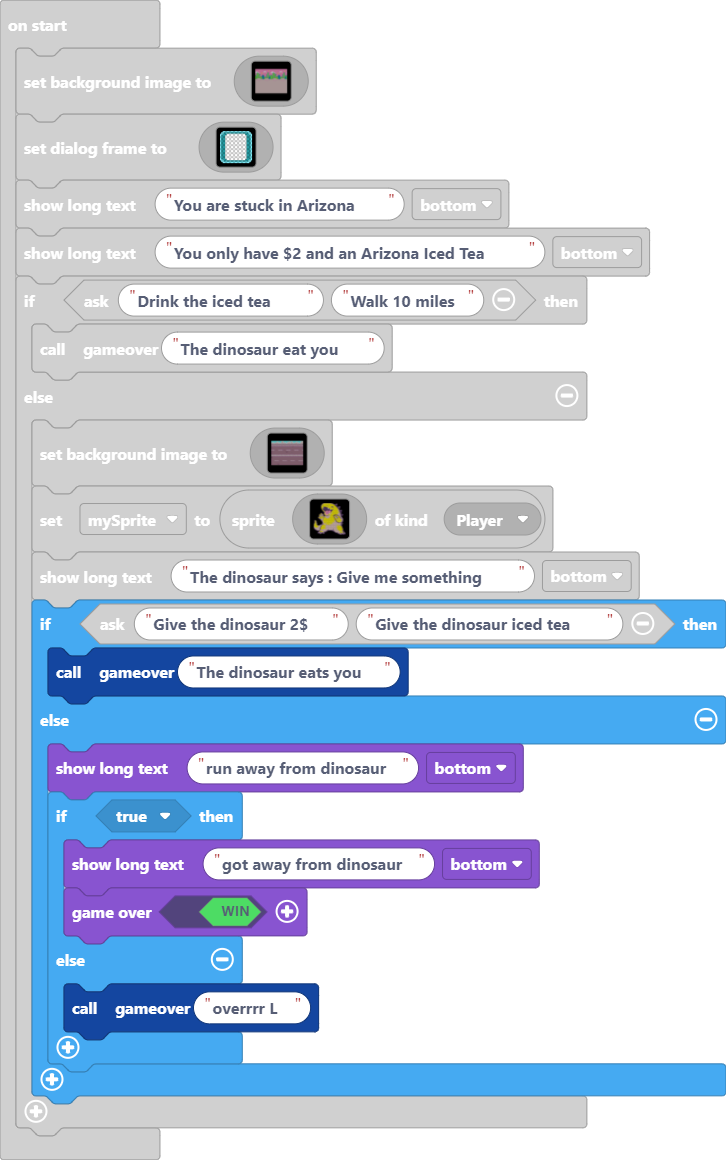 on start
set background image to
set dialog frame to
show long text "You are stuck in Arizona" bottom
show long text "You only have $2 and an Arizona Iced Tea" bottom
if ask "Drink the iced tea" "Walk 10 miles" then
call gameover "The dinosaur eat you"
else
set background image to
set mySprite to sprite of kind Player
show long text "The dinosaur says : Give me something" bottom
if ask "Give the dinosaur 2$" "Give the dinosaur iced tea" then
call gameover "The dinosaur eats you"
else
show long text "run away from dinosaur" bottom
if true then
show long text "got away from dinosaur" bottom
game over WIN
else
call gameover "overrrr L"